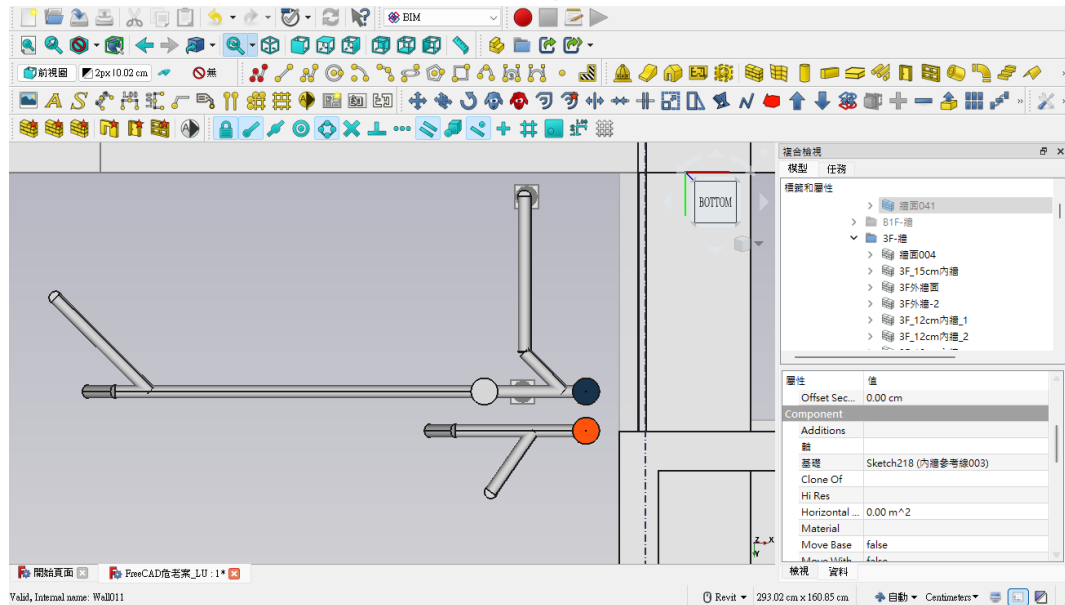 BIM
前視圖
2px | 0.02 cm
無
BOTTOM
Z
X
Y
複合檢視
模型
任務
標籤和屬性
牆面041
B1F-牆
3F-牆
牆面004
3F_15cm內牆
3F外牆面
3F外牆-2
3F_12cm內牆_1
3F_12cm內牆_2
屬性
值
Offset Sec...
0.00 cm
Component
Additions
軸
基礎
Sketch218 (內牆參考線003)
Clone Of
Hi Res
Horizontal ...
0.00 m^2
Material
Move Base
false
Move With
false
檢視
資料
開始頁面
FreeCAD危老案_LU : 1*
Valid, Internal name: Wall011
Revit
293.02 cm x 160.85 cm
自動
Centimeters